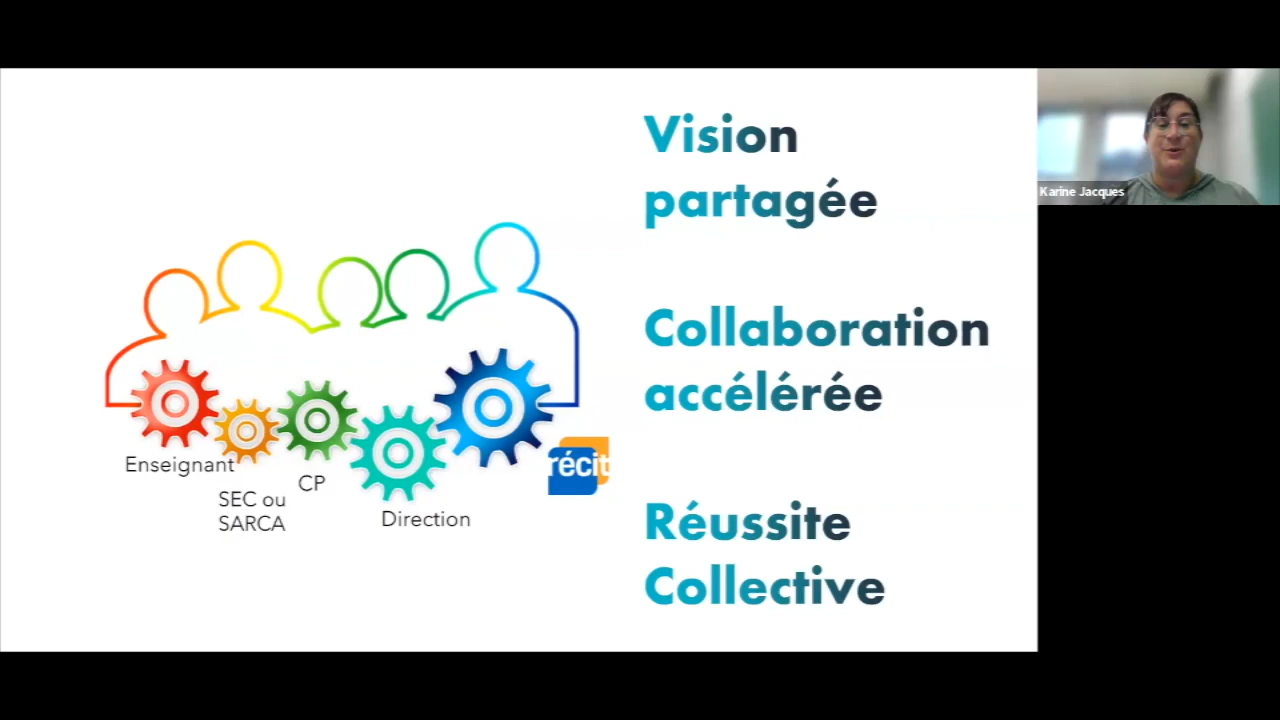 Vision
partagée
Collaboration
accélérée
Réussite
Collective
Enseignant
SEC ou
SARCA
CP
Direction
récit
Karine Jacques